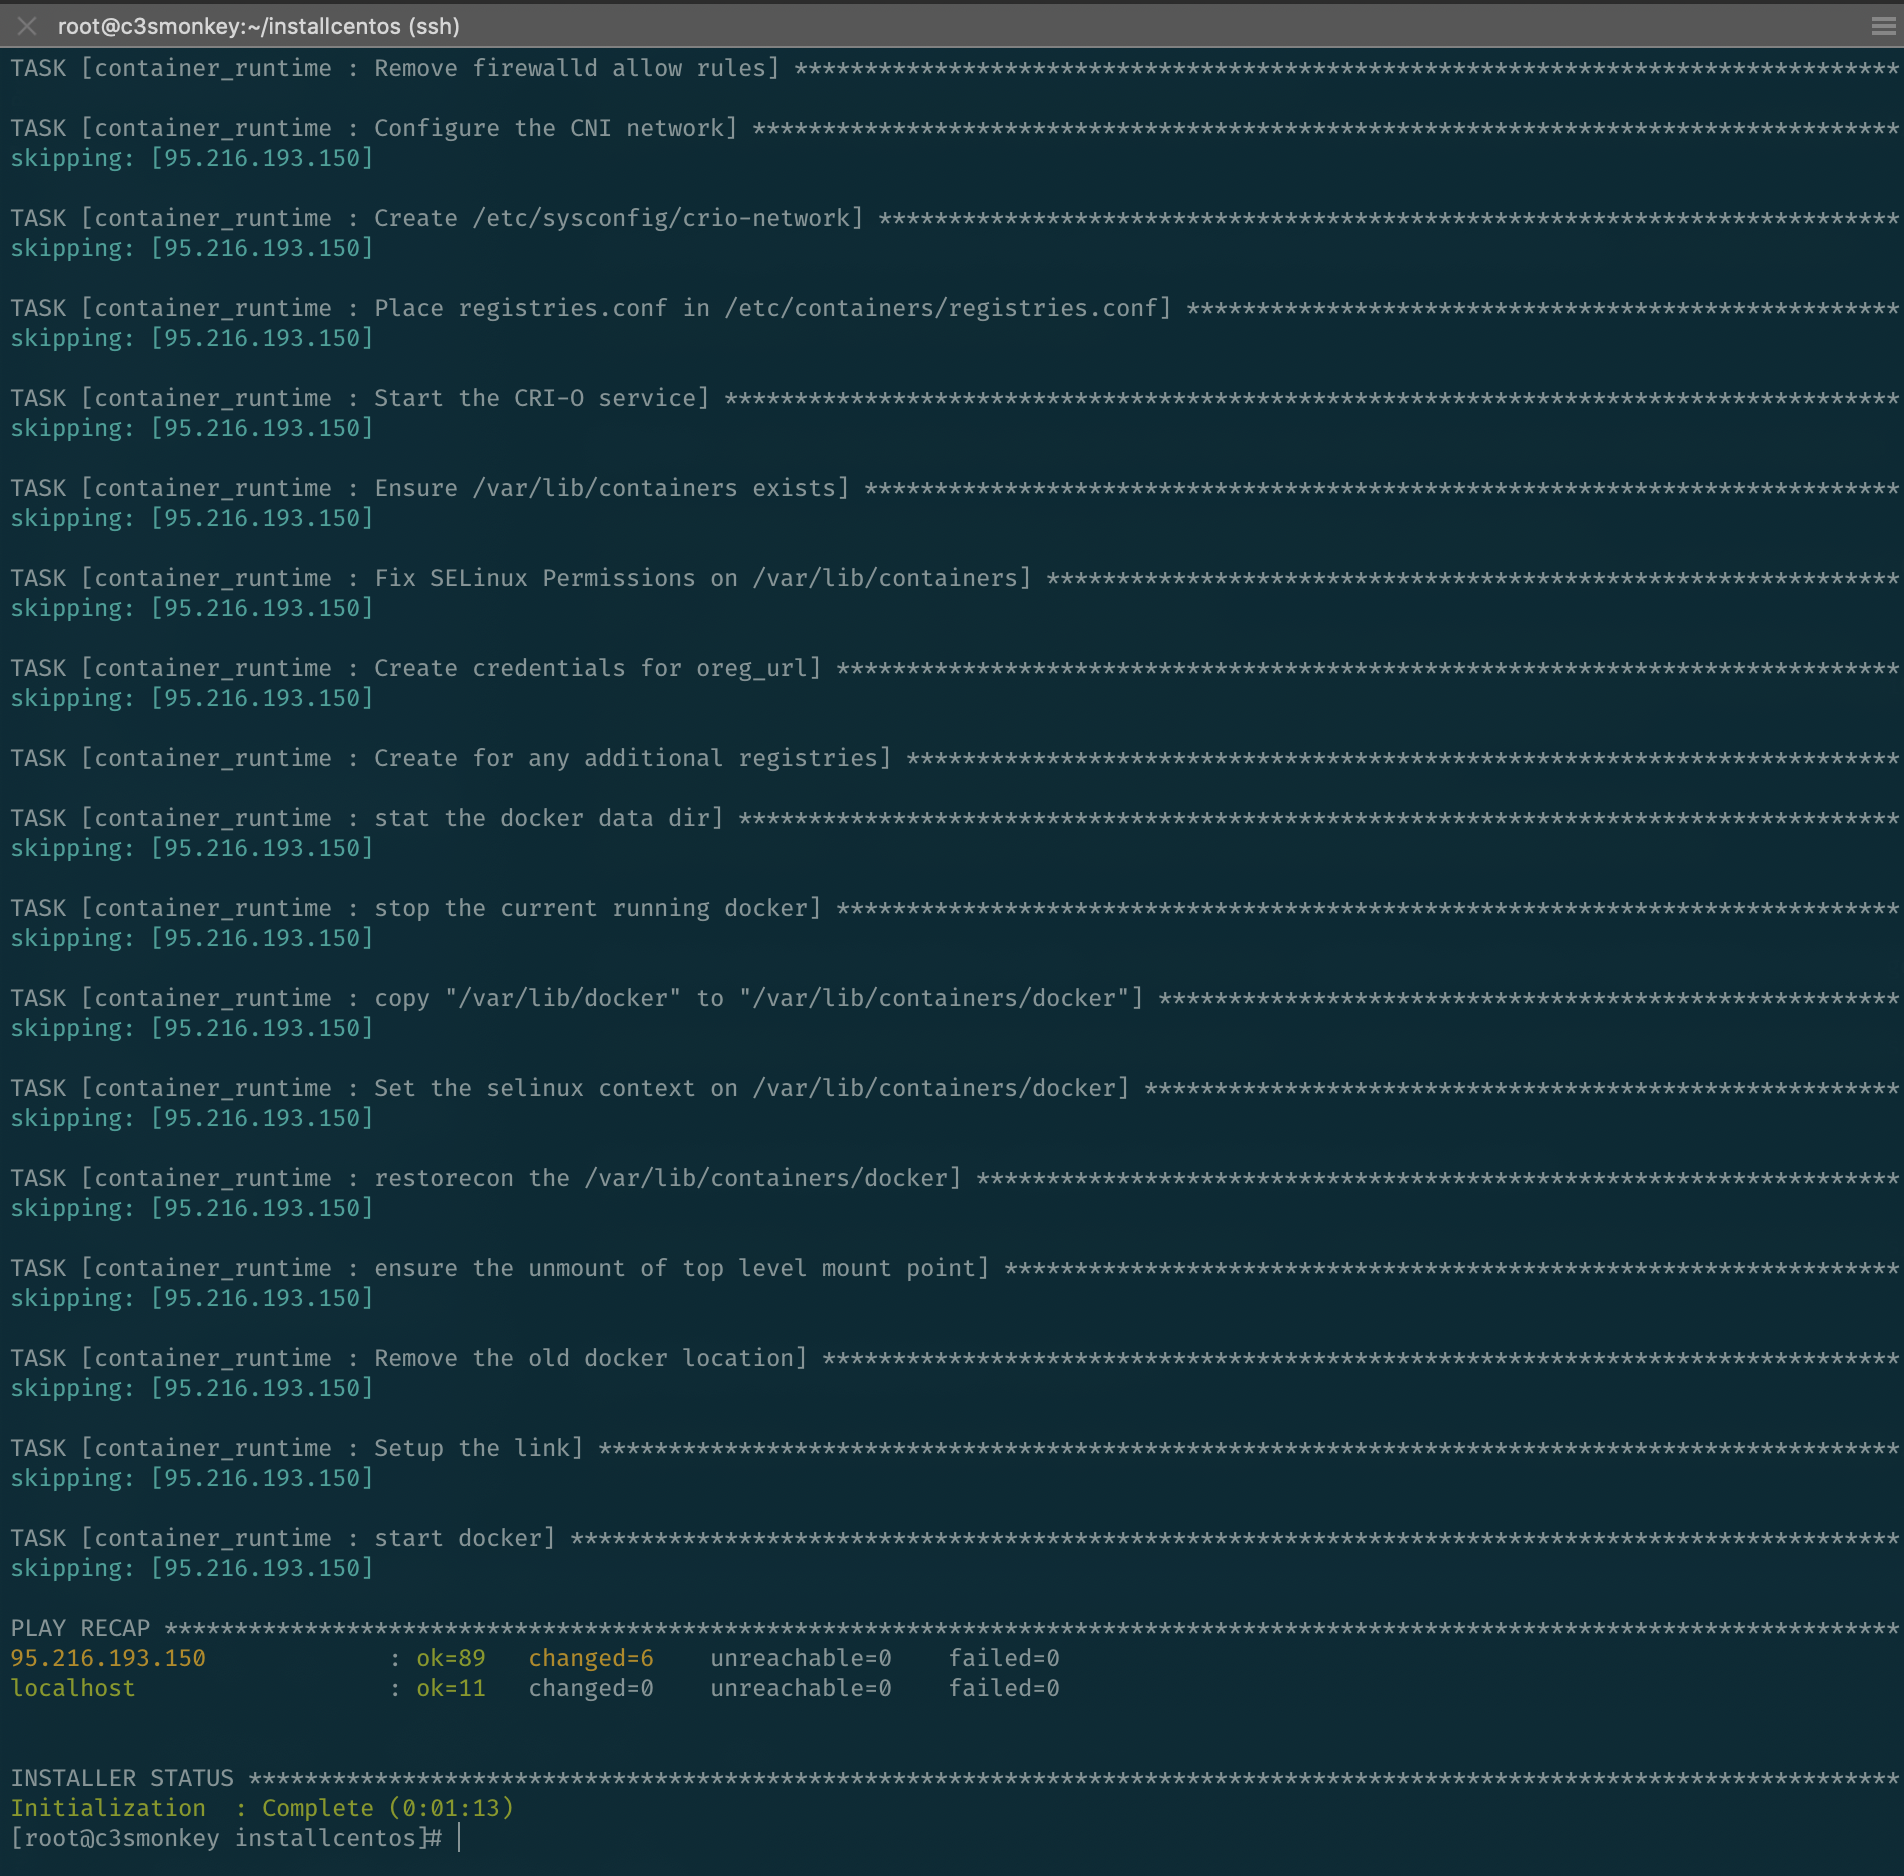 root@c3smonkey:~/installcentos (ssh)
TASK [container_runtime : Remove firewalld allow rules] *******************************************************************************
TASK [container_runtime : Configure the CNI network] **********************************************************************************
skipping: [95.216.193.150]
TASK [container_runtime : Create /etc/sysconfig/crio-network] *************************************************************************
skipping: [95.216.193.150]
TASK [container_runtime : Place registries.conf in /etc/containers/registries.conf] ***************************************************
skipping: [95.216.193.150]
TASK [container_runtime : Start the CRI-O service] ************************************************************************************
skipping: [95.216.193.150]
TASK [container_runtime : Ensure /var/lib/containers exists] **************************************************************************
skipping: [95.216.193.150]
TASK [container_runtime : Fix SELinux Permissions on /var/lib/containers] *************************************************************
skipping: [95.216.193.150]
TASK [container_runtime : Create credentials for oreg_url] ****************************************************************************
skipping: [95.216.193.150]
TASK [container_runtime : Create for any additional registries] ***********************************************************************
TASK [container_runtime : stat the docker data dir] ***********************************************************************************
skipping: [95.216.193.150]
TASK [container_runtime : stop the current running docker] ****************************************************************************
skipping: [95.216.193.150]
TASK [container_runtime : copy "/var/lib/docker" to "/var/lib/containers/docker"] *****************************************************
skipping: [95.216.193.150]
TASK [container_runtime : Set the selinux context on /var/lib/containers/docker] ******************************************************
skipping: [95.216.193.150]
TASK [container_runtime : restorecon the /var/lib/containers/docker] ******************************************************************
skipping: [95.216.193.150]
TASK [container_runtime : ensure the unmount of top level mount point] ****************************************************************
skipping: [95.216.193.150]
TASK [container_runtime : Remove the old docker location] *****************************************************************************
skipping: [95.216.193.150]
TASK [container_runtime : Setup the link] *********************************************************************************************
skipping: [95.216.193.150]
TASK [container_runtime : start docker] ***********************************************************************************************
skipping: [95.216.193.150]
PLAY RECAP ****************************************************************************************************************************
95.216.193.150             : ok=89   changed=6    unreachable=0    failed=0
localhost                  : ok=11   changed=0    unreachable=0    failed=0
INSTALLER STATUS **********************************************************************************************************************
Initialization  : Complete (0:01:13)
[root@c3smonkey installcentos]#